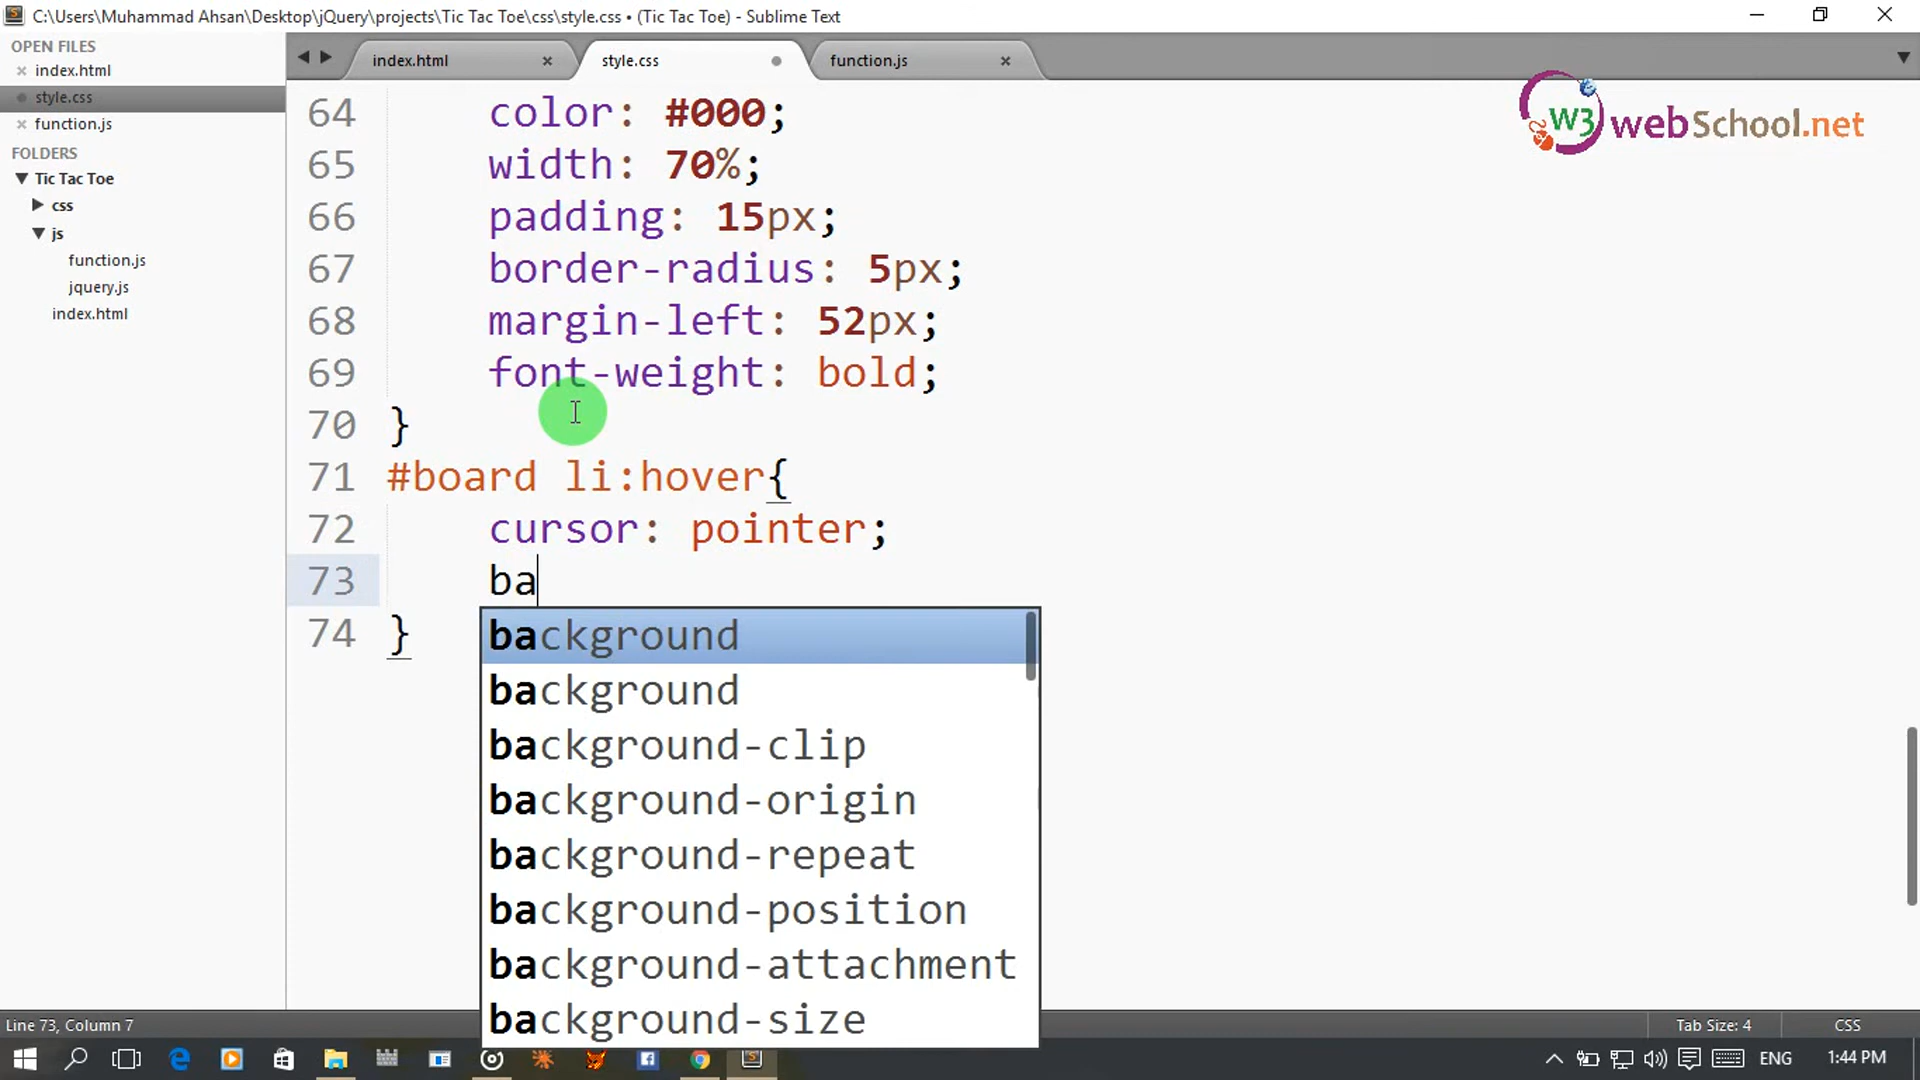 C:\Users\Muhammad Ahsan\Desktop\jQuery\projects\Tic Tac Toe\css\style.css • (Tic Tac Toe) - Sublime Text
OPEN FILES
index.html
style.css
function.js
FOLDERS
Tic Tac Toe
css
js
function.js
jquery.js
index.html
index.html
style.css
function.js
W3 webSchool.net
64 color: #000;
65 width: 70%;
66 padding: 15px;
67 border-radius: 5px;
68 margin-left: 52px;
69 font-weight: bold;
70 }
71 #board li:hover{
72 cursor: pointer;
73 ba
74 }
background
background
background-clip
background-origin
background-repeat
background-position
background-attachment
background-size
Line 73, Column 7
Tab Size: 4
CSS
ENG
1:44 PM